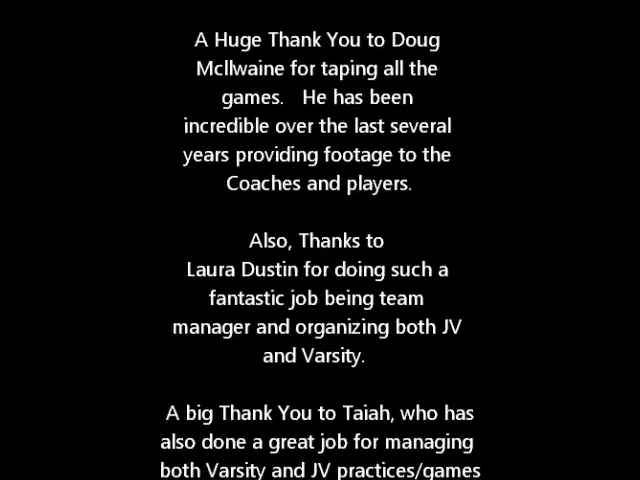 A Huge Thank You to Doug
Mcllwaine for taping all the
games.   He has been
incredible over the last several
years providing footage to the
Coaches and players.
Also, Thanks to
Laura Dustin for doing such a
fantastic job being team
manager and organizing both JV
and Varsity.
A big Thank You to Taiah, who has
also done a great job for managing
both Varsity and JV practices/games